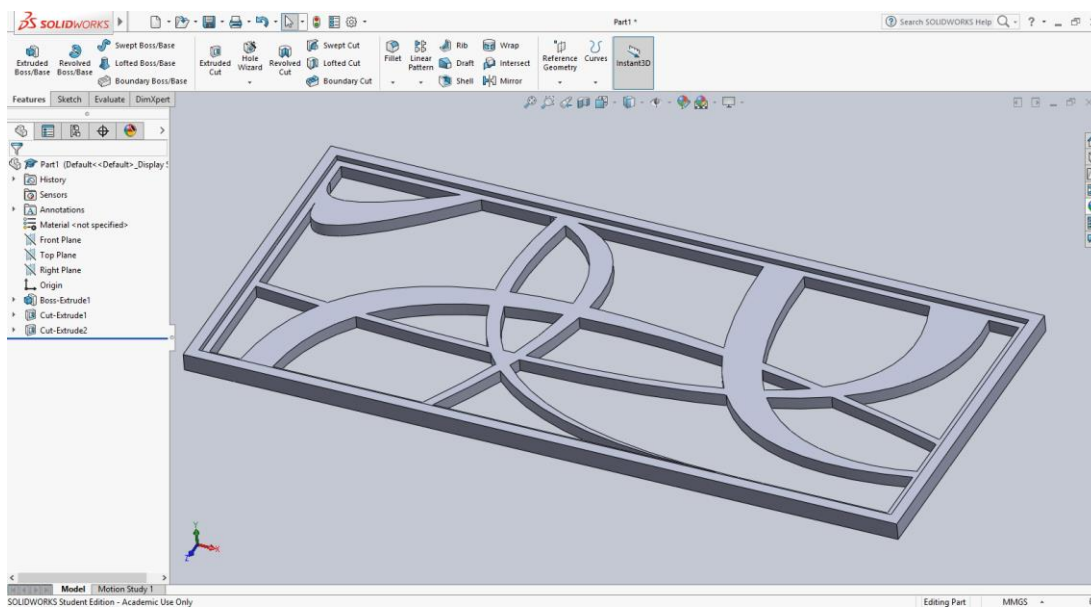 SOLIDWORKS
Part1 *
Search SOLIDWORKS Help
Extruded Boss/Base
Revolved Boss/Base
Swept Boss/Base
Lofted Boss/Base
Boundary Boss/Base
Extruded Cut
Hole Wizard
Revolved Cut
Swept Cut
Lofted Cut
Boundary Cut
Fillet
Linear Pattern
Rib
Draft
Shell
Wrap
Intersect
Mirror
Reference Geometry
Curves
Instant3D
Features Sketch Evaluate DimXpert
Part1 (Default<<Default>_Display S
History
Sensors
Annotations
Material <not specified>
Front Plane
Top Plane
Right Plane
Origin
Boss-Extrude1
Cut-Extrude1
Cut-Extrude2
Y
X
Z
Model Motion Study 1
SOLIDWORKS Student Edition - Academic Use Only
Editing Part MMGS